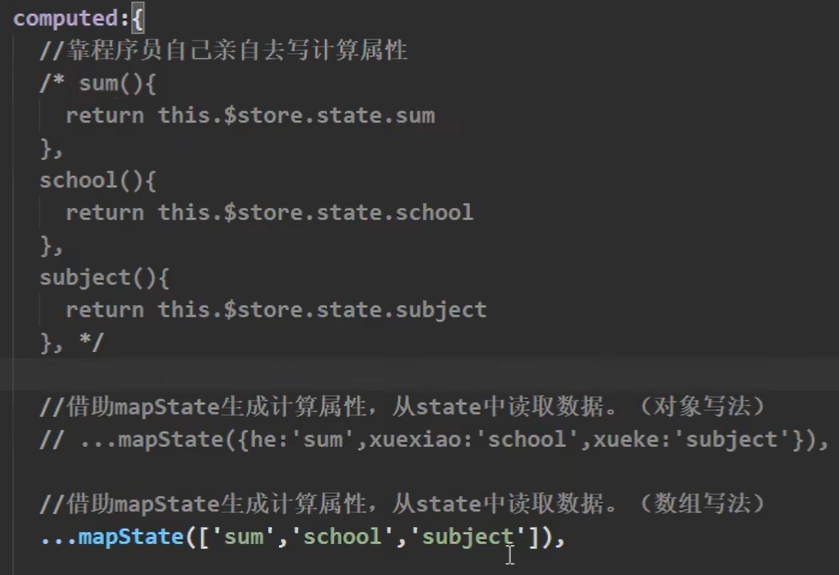 computed:{
//靠程序员自己亲自去写计算属性
/* sum(){
return this.$store.state.sum
},
school(){
return this.$store.state.school
},
subject(){
return this.$store.state.subject
}, */
//借助mapState生成计算属性，从state中读取数据。（对象写法）
// ...mapState({he:'sum',xuexiao:'school',xueke:'subject'}),
//借助mapState生成计算属性，从state中读取数据。（数组写法）
...mapState(['sum','school','subject']),